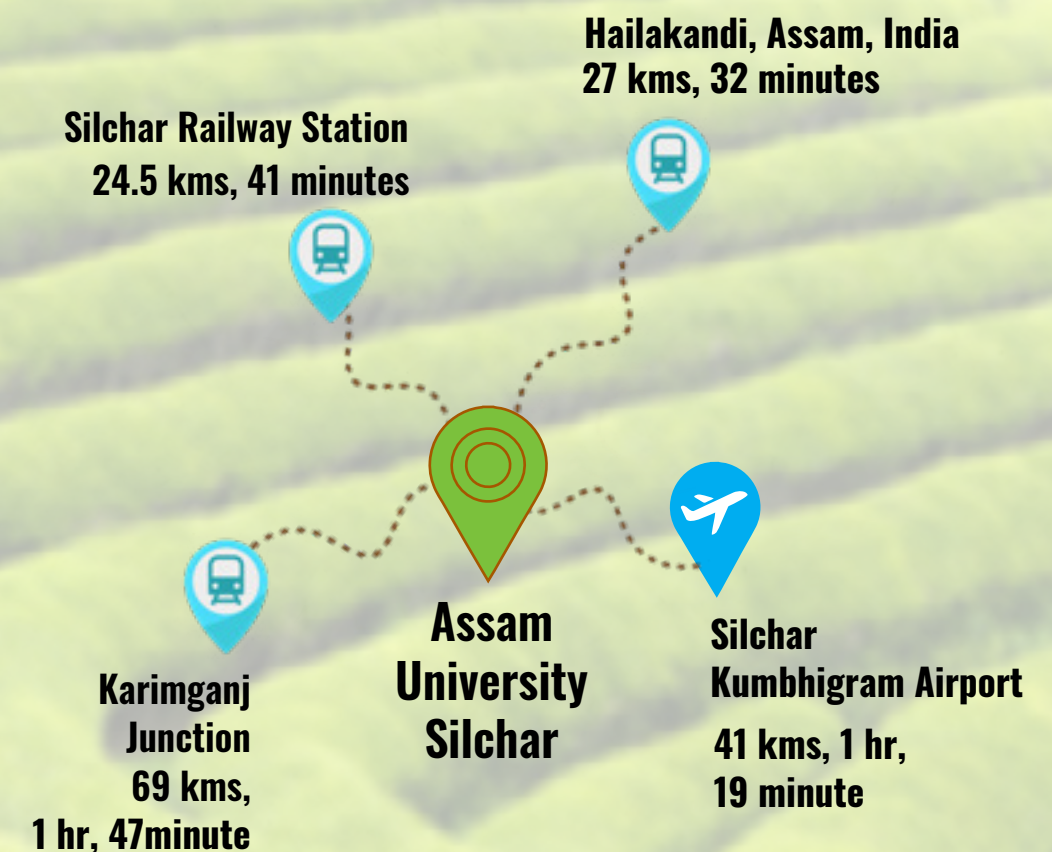 Hailakandi, Assam, India
27 kms, 32 minutes
Silchar Railway Station
24.5 kms, 41 minutes
Assam
University
Silchar
Silchar
Kumbhigram Airport
41 kms, 1 hr,
19 minute
Karimganj
Junction
69 kms,
1 hr, 47minute